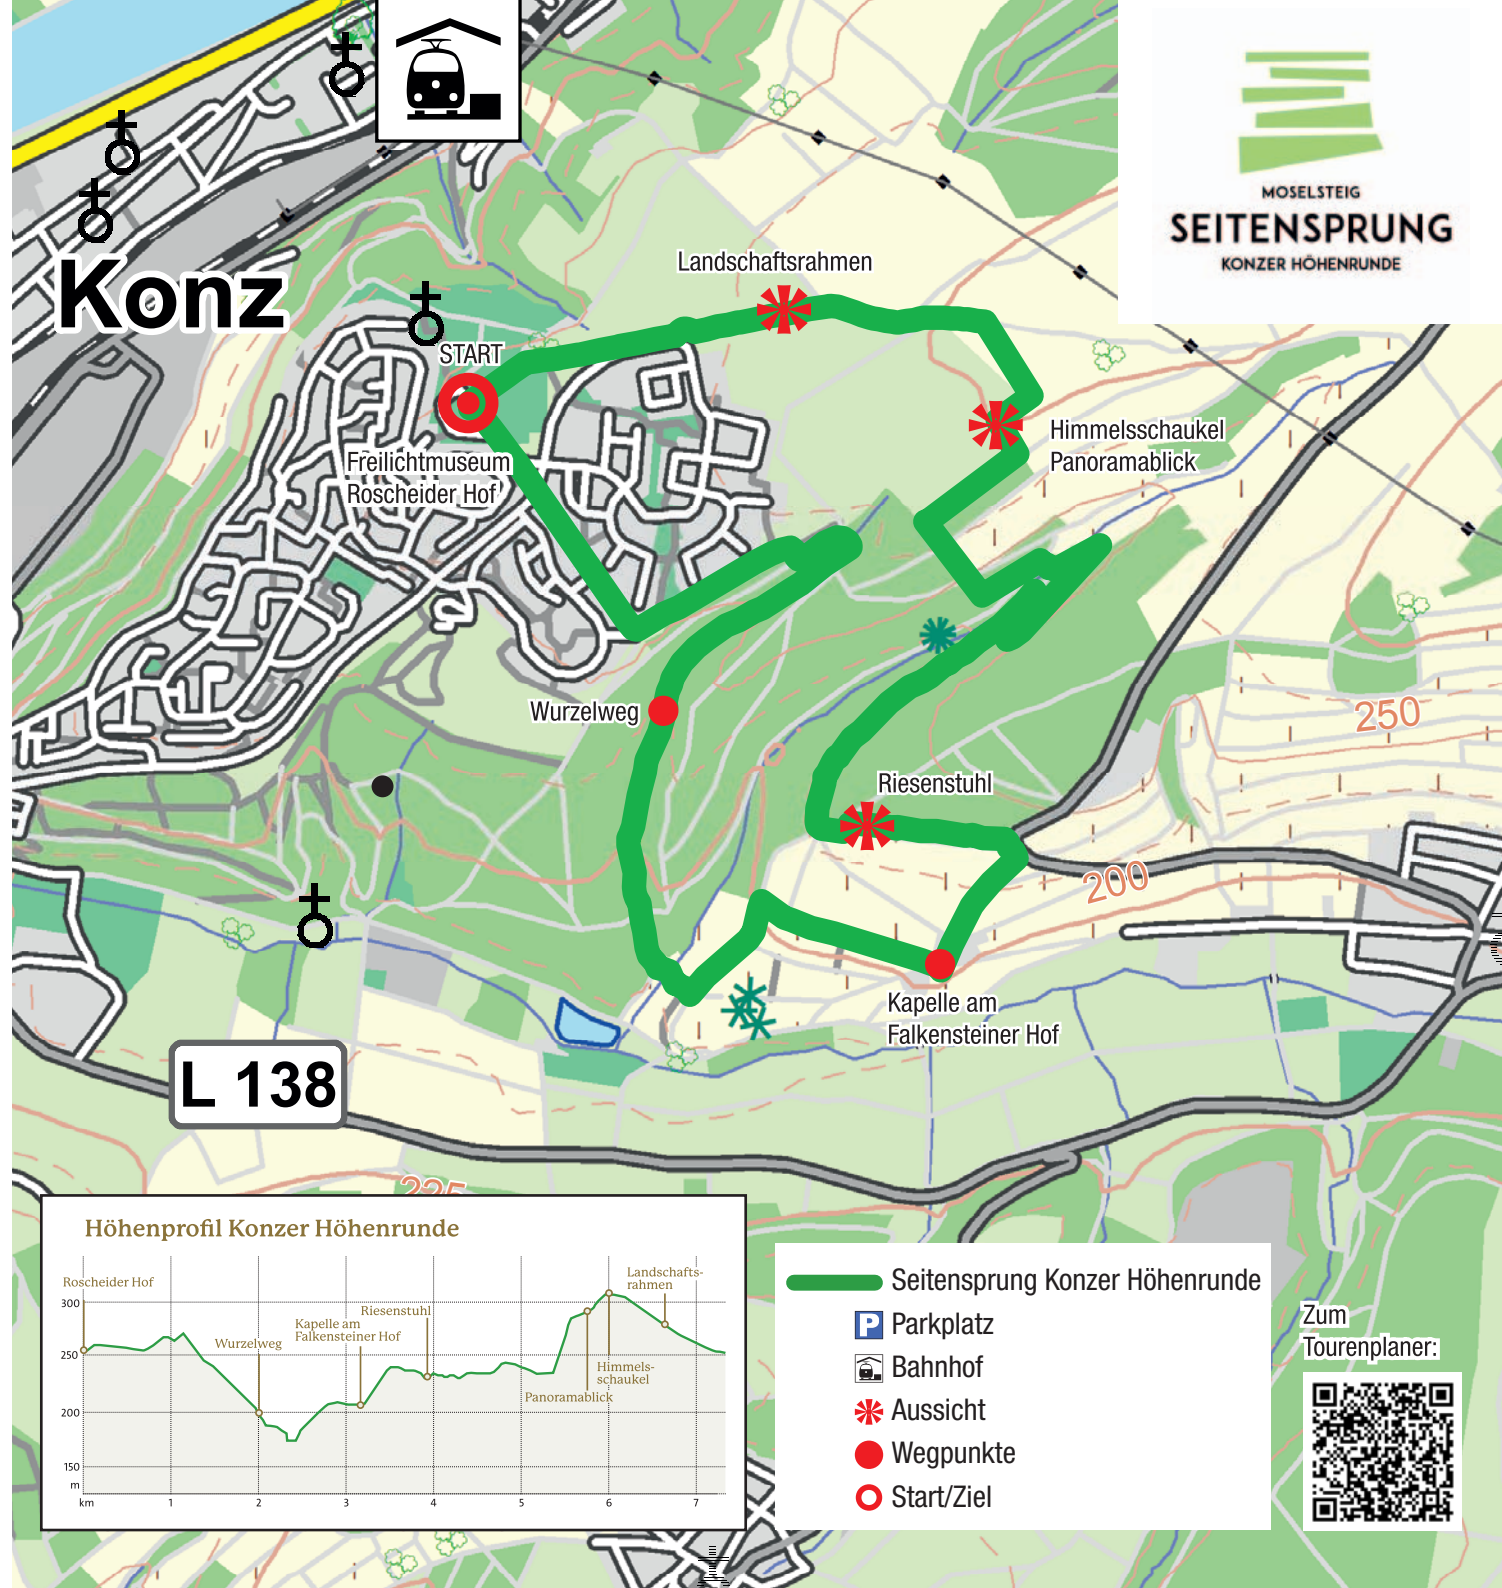 MOSELSTEIG
SEITENSPRUNG
KONZER HÖHENRUNDE
Konz
Landschaftsrahmen
START
Freilichtmuseum
Roscheider Hof
Himmelsschaukel
Panoramablick
Wurzelweg
Riesenstuhl
250
200
Kapelle am
Falkensteiner Hof
L 138
225
Höhenprofil Konzer Höhenrunde
Roscheider Hof
Landschafts-
rahmen
Riesenstuhl
Kapelle am
Falkensteiner Hof
Wurzelweg
Himmels-
schaukel
Panoramablick
300
250
200
150
m
km 1 2 3 4 5 6 7
Seitensprung Konzer Höhenrunde
P Parkplatz
Bahnhof
Aussicht
Wegpunkte
Start/Ziel
Zum
Tourenplaner: